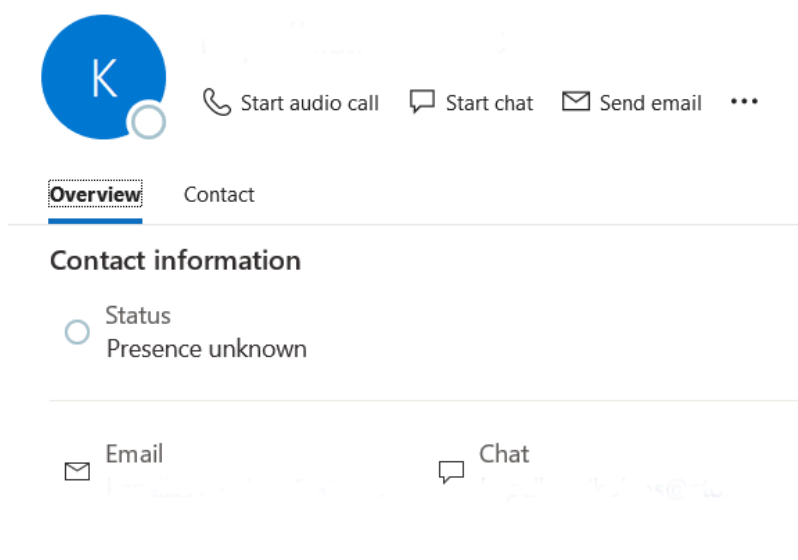 K
Start audio call
Start chat
Send email
Overview
Contact
Contact information
Status
Presence unknown
Email
Chat